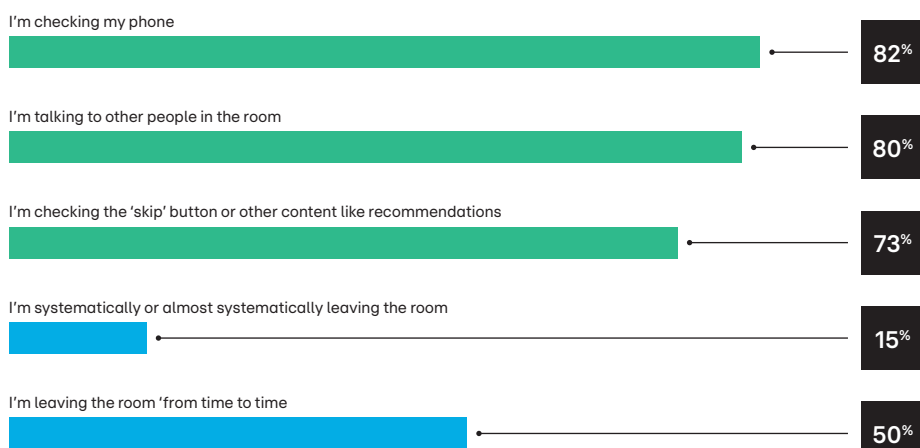 I'm checking my phone
82%
I'm talking to other people in the room
80%
I'm checking the ‘skip’ button or other content like recommendations
73%
I'm systematically or almost systematically leaving the room
15%
I'm leaving the room ‘from time to time
50%